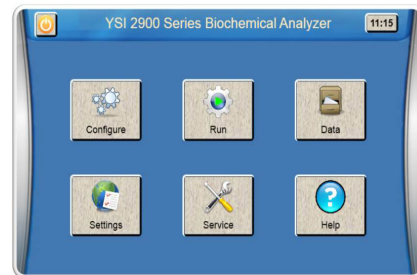 YSI 2900 Series Biochemical Analyzer
11:15
Configure
Run
Data
Settings
Service
Help